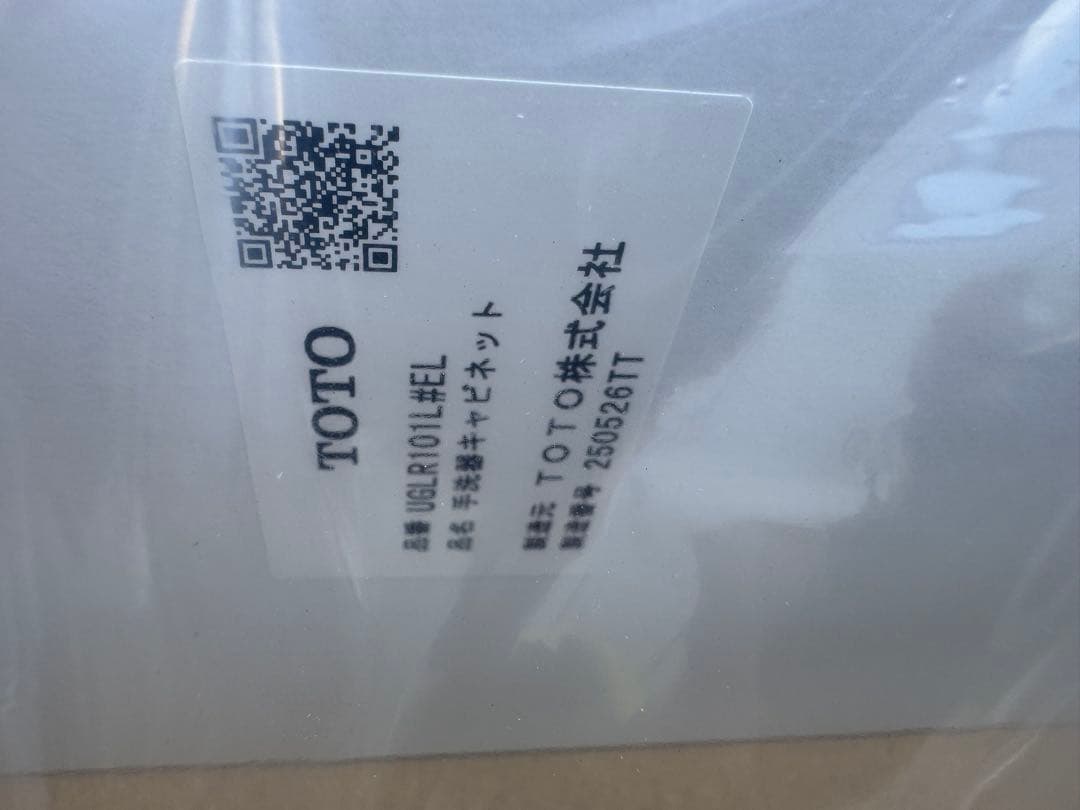 TOTO
品番 UGLR101L#EL
品名 手洗器キャビネット
製造元 TOTO株式会社
製造番号 250526TT